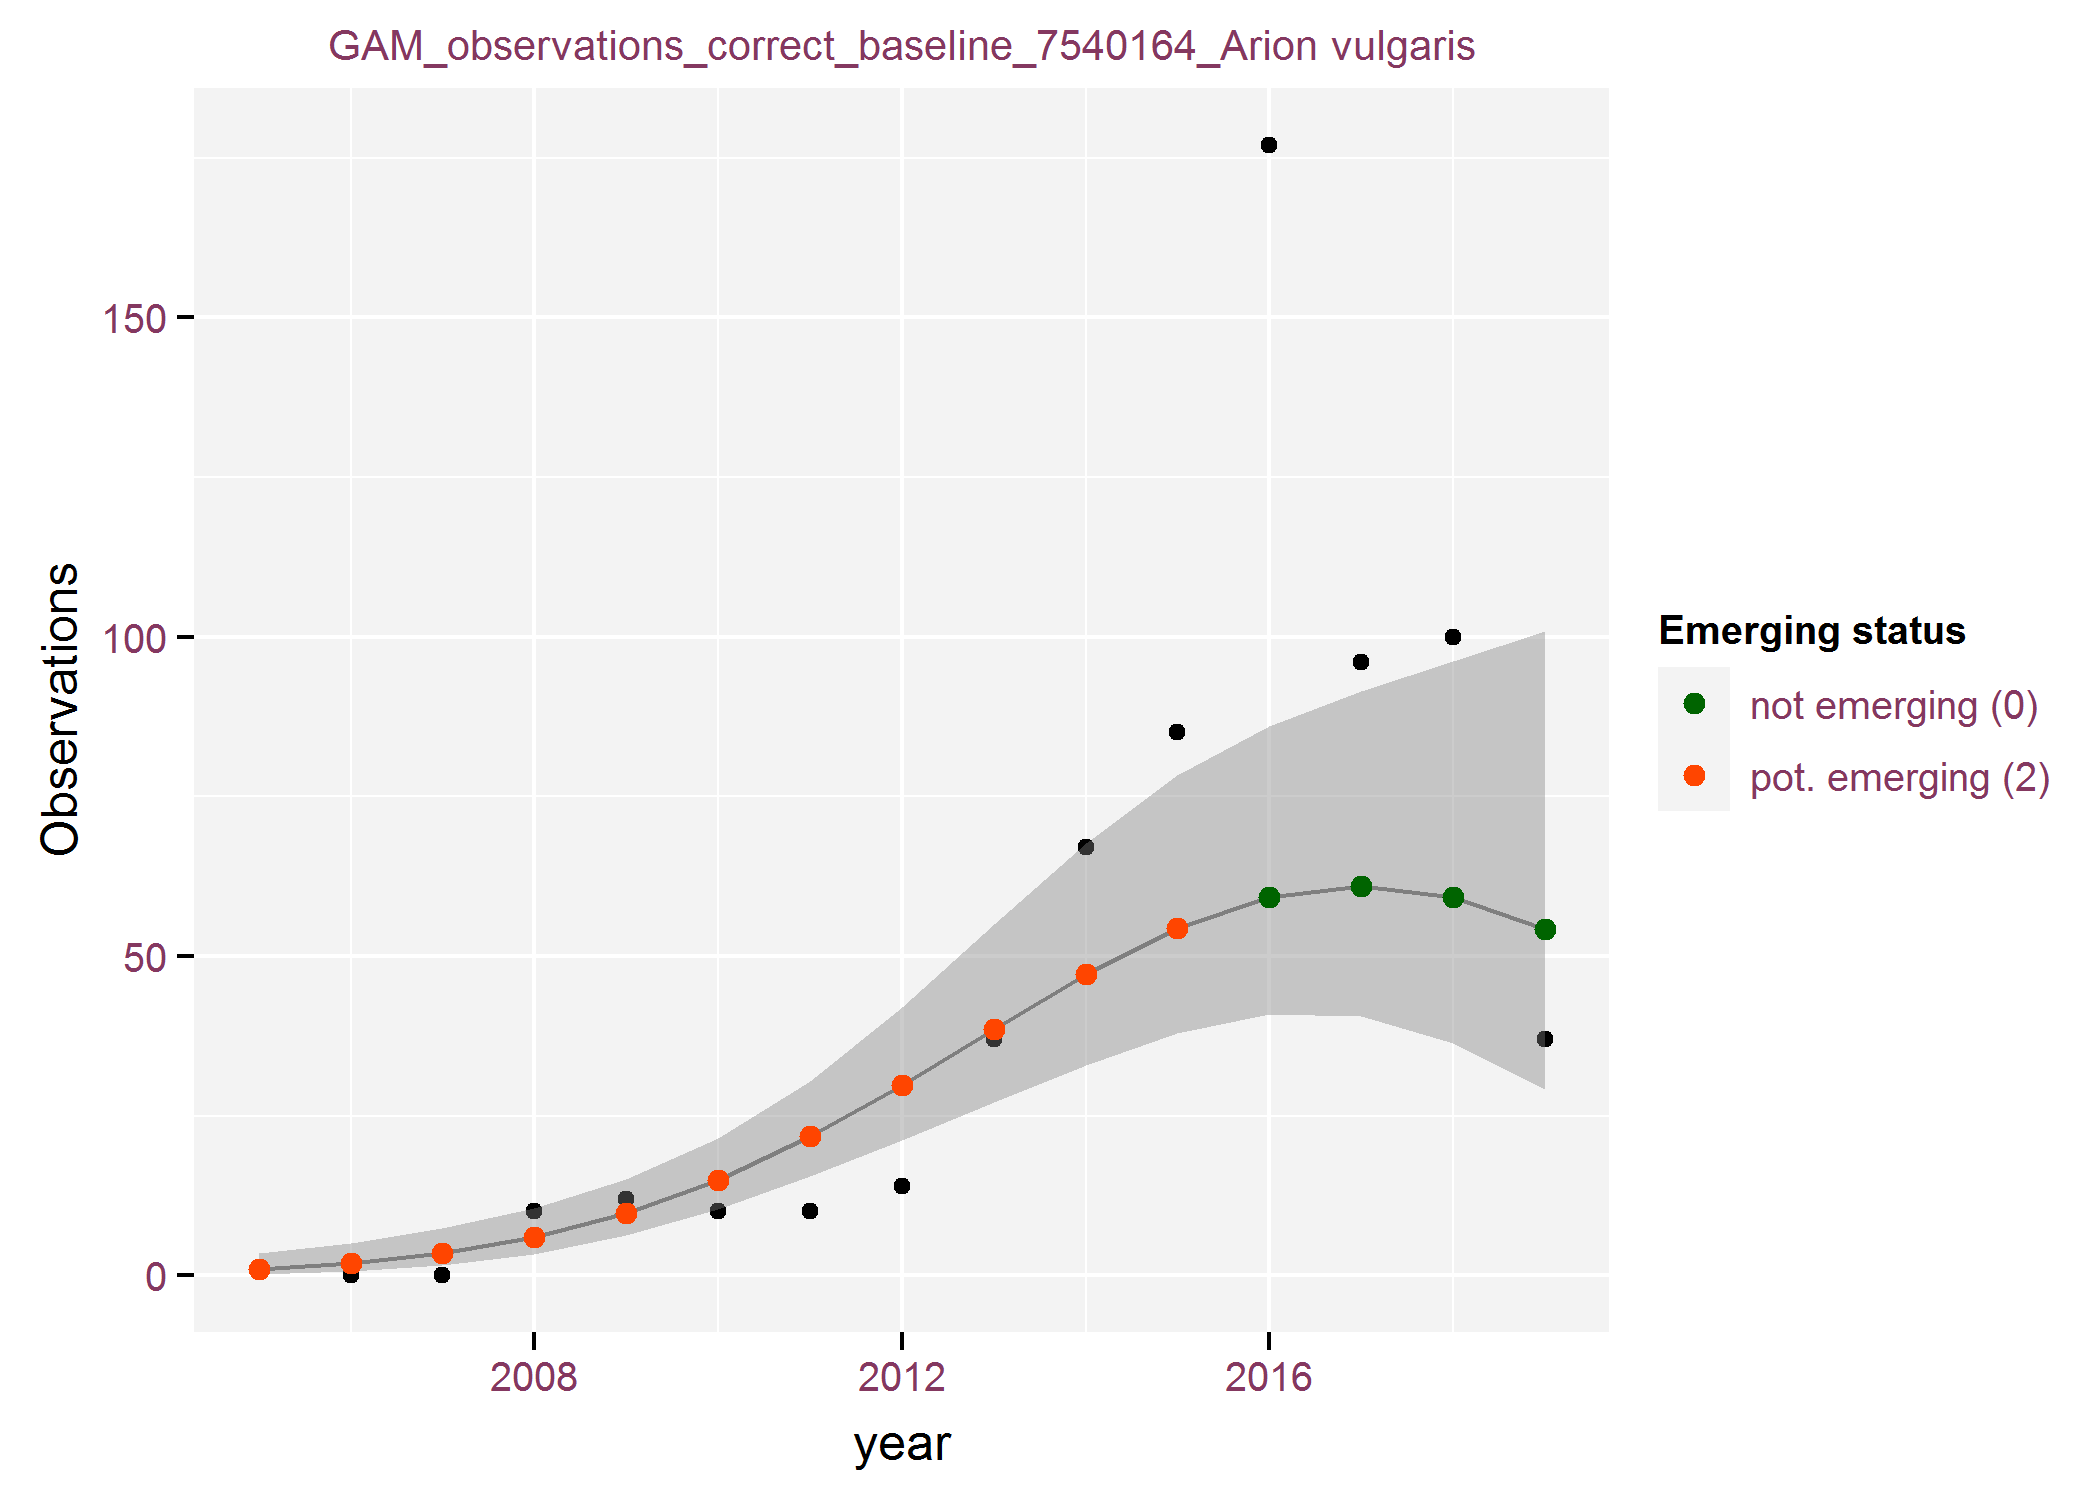 GAM_observations_correct_baseline_7540164_Arion vulgaris
150
100
50
0
Observations
2008 2012 2016
year
Emerging status
not emerging (0)
pot. emerging (2)